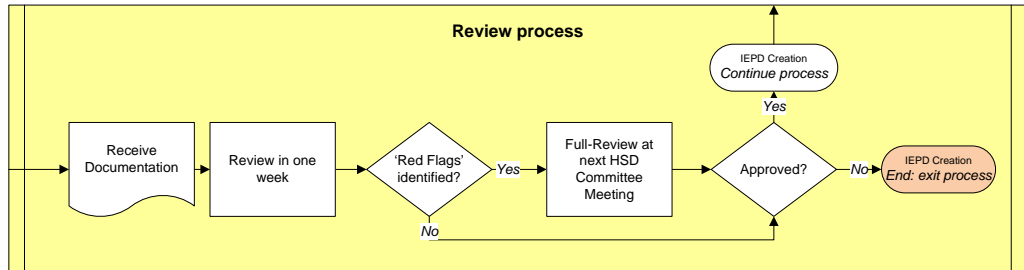 Review process
IEPD Creation
Continue process
Yes
Receive
Documentation
Review in one
week
‘Red Flags’
identified?
Yes
No
Full-Review at
next HSD
Committee
Meeting
Approved?
No
IEPD Creation
End: exit process